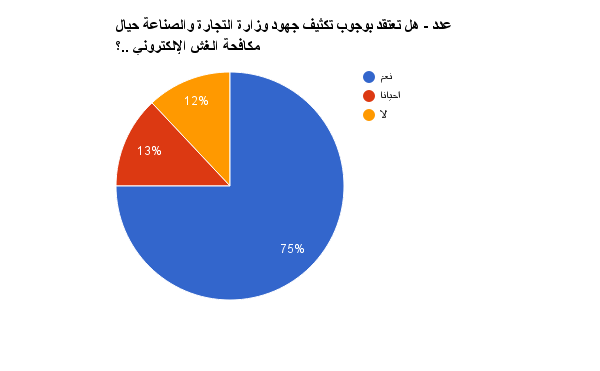 عدد - هل تعتقد بوجوب تكثيف جهود وزارة التجارة والصناعة حيال
مكافحة الغش الإلكتروني ..؟
نعم
احيانا
لا
12%
13%
75%